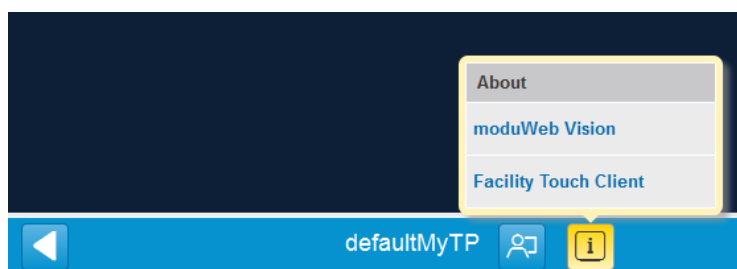 About
moduWeb Vision
Facility Touch Client
defaultMyTP
i